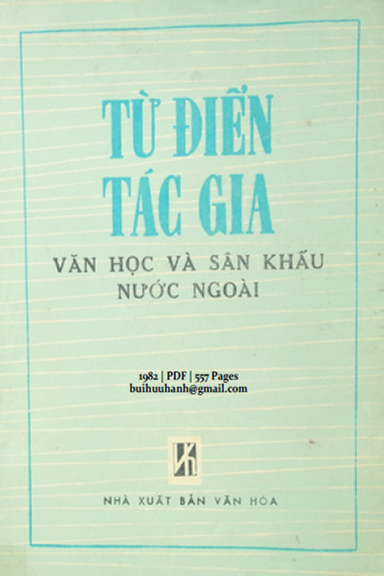 TỪ ĐIỂN
TÁC GIA
VĂN HỌC VÀ SÂN KHẤU
NƯỚC NGOÀI
1982 | PDF | 557 Pages
buihuuhanh@gmail.com
NHÀ XUẤT BẢN VĂN HÓA